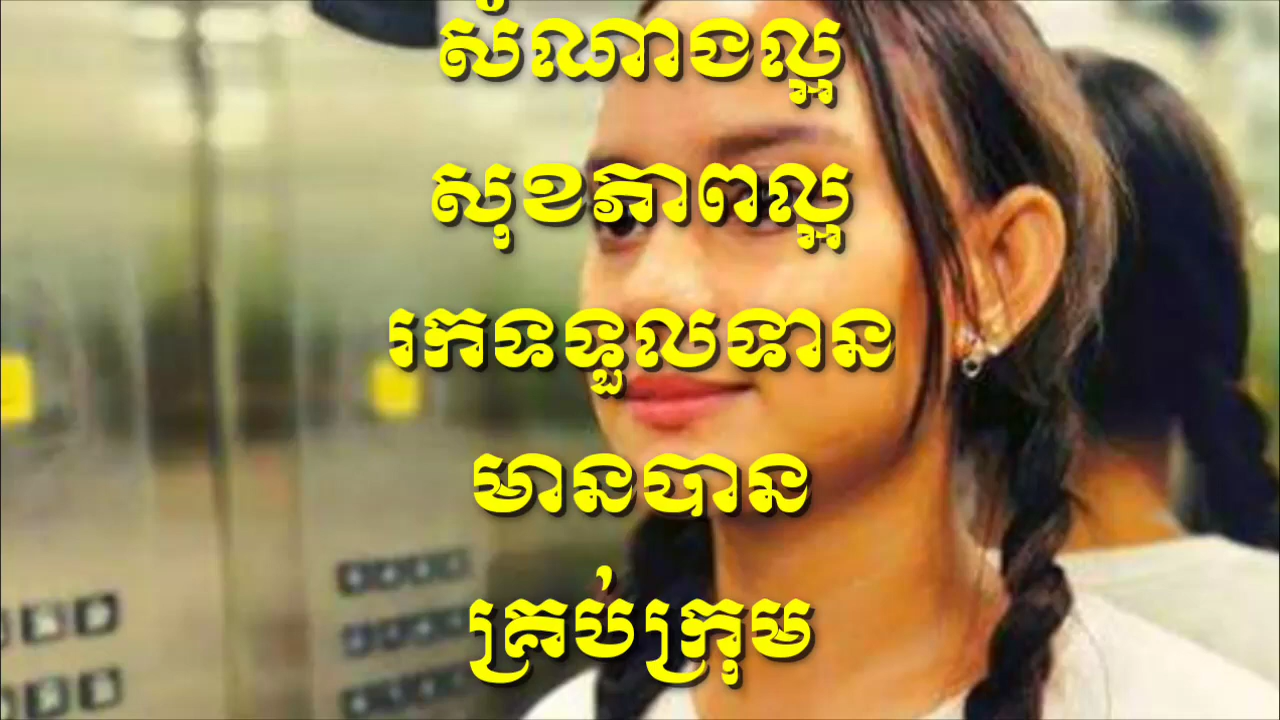 សំណាងល្អ
សុខភាពល្អ
រកទទួលទាន
មានបាន
គ្រប់ក្រុម